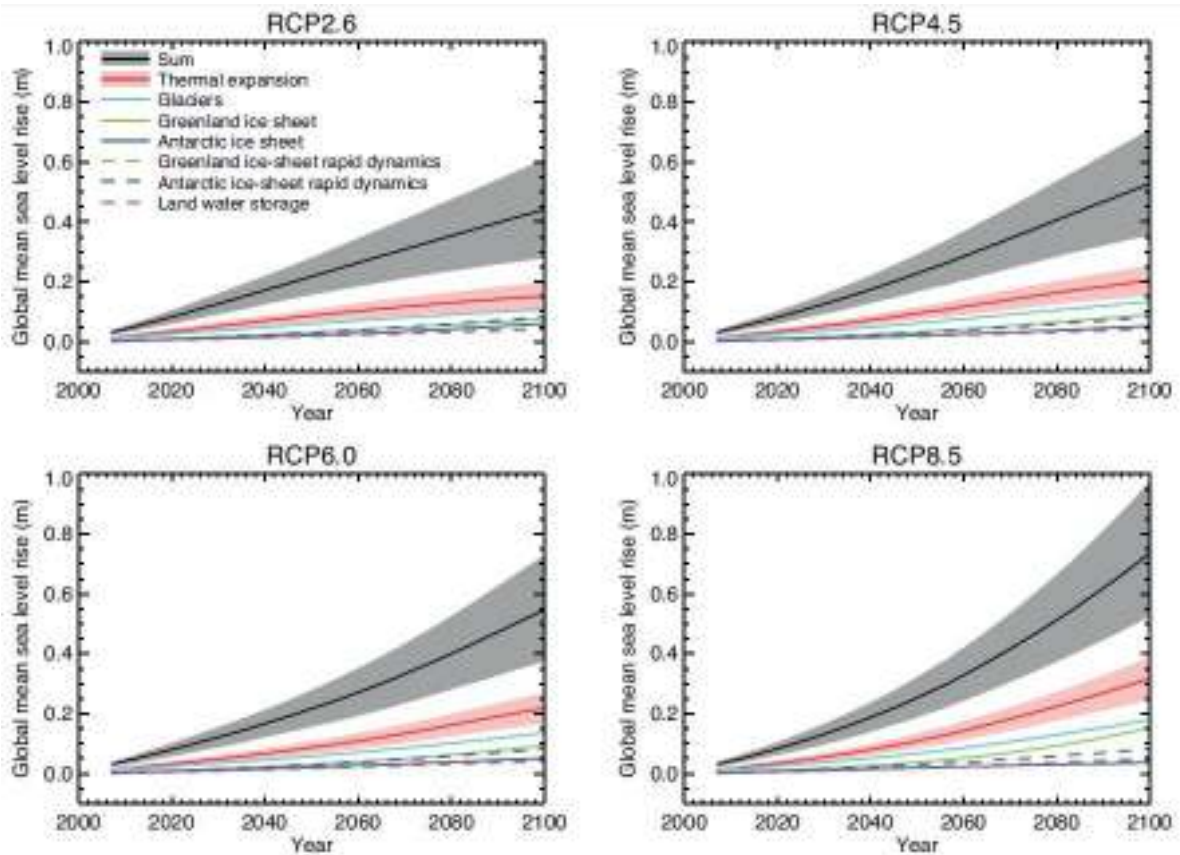 RCP2.6
Global mean sea level rise (m)
1.0
0.8
0.6
0.4
0.2
0.0
Sum
Thermal expansion
Glaciers
Greenland ice sheet
Antarctic ice sheet
Greenland ice-sheet rapid dynamics
Antarctic ice-sheet rapid dynamics
Land water storage
2000 2020 2040 2060 2080 2100
Year
RCP4.5
Global mean sea level rise (m)
1.0
0.8
0.6
0.4
0.2
0.0
2000 2020 2040 2060 2080 2100
Year
RCP6.0
Global mean sea level rise (m)
1.0
0.8
0.6
0.4
0.2
0.0
2000 2020 2040 2060 2080 2100
Year
RCP8.5
Global mean sea level rise (m)
1.0
0.8
0.6
0.4
0.2
0.0
2000 2020 2040 2060 2080 2100
Year